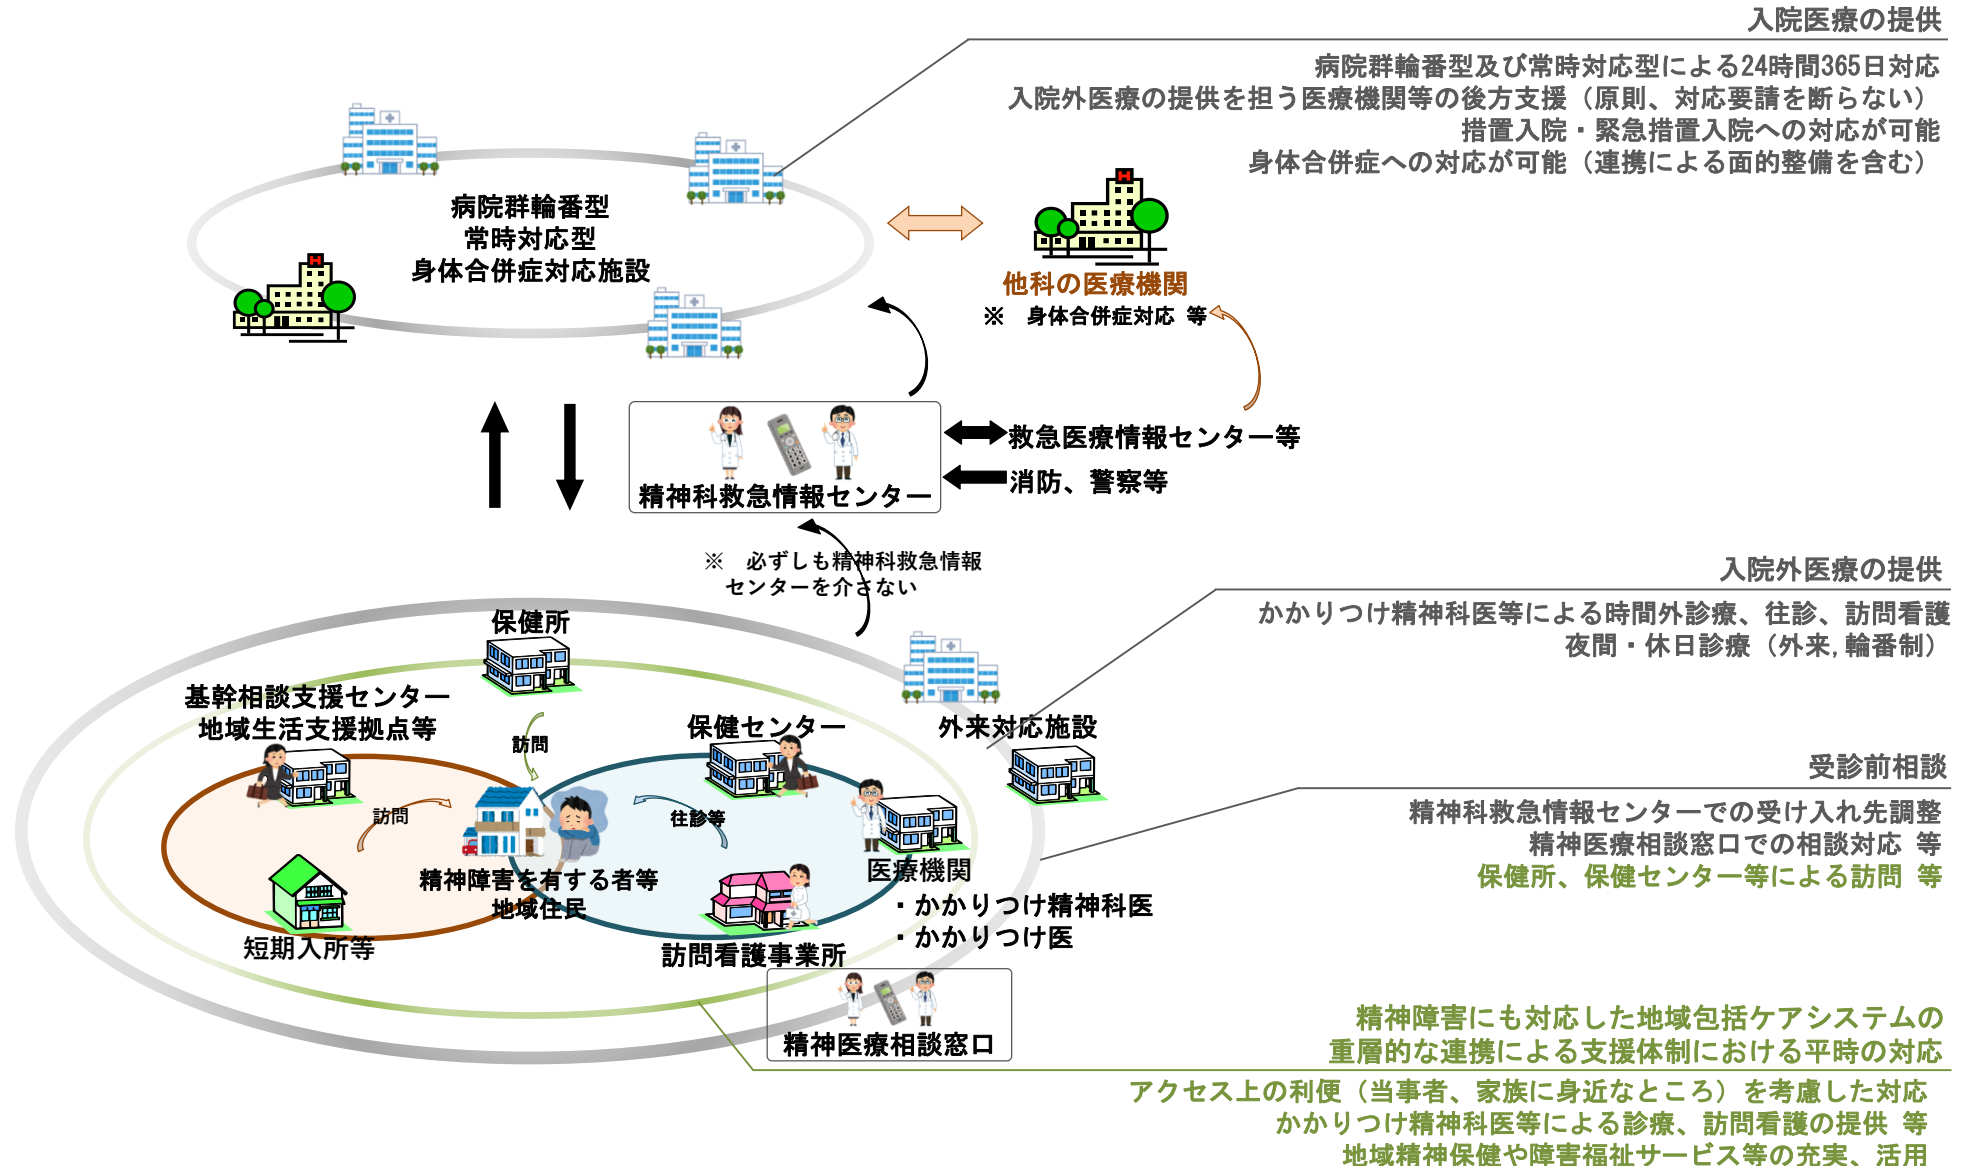 入院医療の提供
病院群輪番型及び常時対応型による24時間365日対応
入院外医療の提供を担う医療機関等の後方支援（原則、対応要請を断らない）
措置入院・緊急措置入院への対応が可能
身体合併症への対応が可能（連携による面的整備を含む）
病院群輪番型
常時対応型
身体合併症対応施設
他科の医療機関
※ 身体合併症対応 等
精神科救急情報センター
救急医療情報センター等
消防、警察等
※ 必ずしも精神科救急情報
センターを介さない
入院外医療の提供
かかりつけ精神科医等による時間外診療、往診、訪問看護
夜間・休日診療（外来,輪番制）
保健所
基幹相談支援センター
地域生活支援拠点等
訪問
保健センター
外来対応施設
受診前相談
精神科救急情報センターでの受け入れ先調整
精神医療相談窓口での相談対応 等
保健所、保健センター等による訪問 等
訪問
往診等
精神障害を有する者等
地域住民
医療機関
・かかりつけ精神科医
・かかりつけ医
短期入所等
訪問看護事業所
精神医療相談窓口
精神障害にも対応した地域包括ケアシステムの
重層的な連携による支援体制における平時の対応
アクセス上の利便（当事者、家族に身近なところ）を考慮した対応
かかりつけ精神科医等による診療、訪問看護の提供 等
地域精神保健や障害福祉サービス等の充実、活用